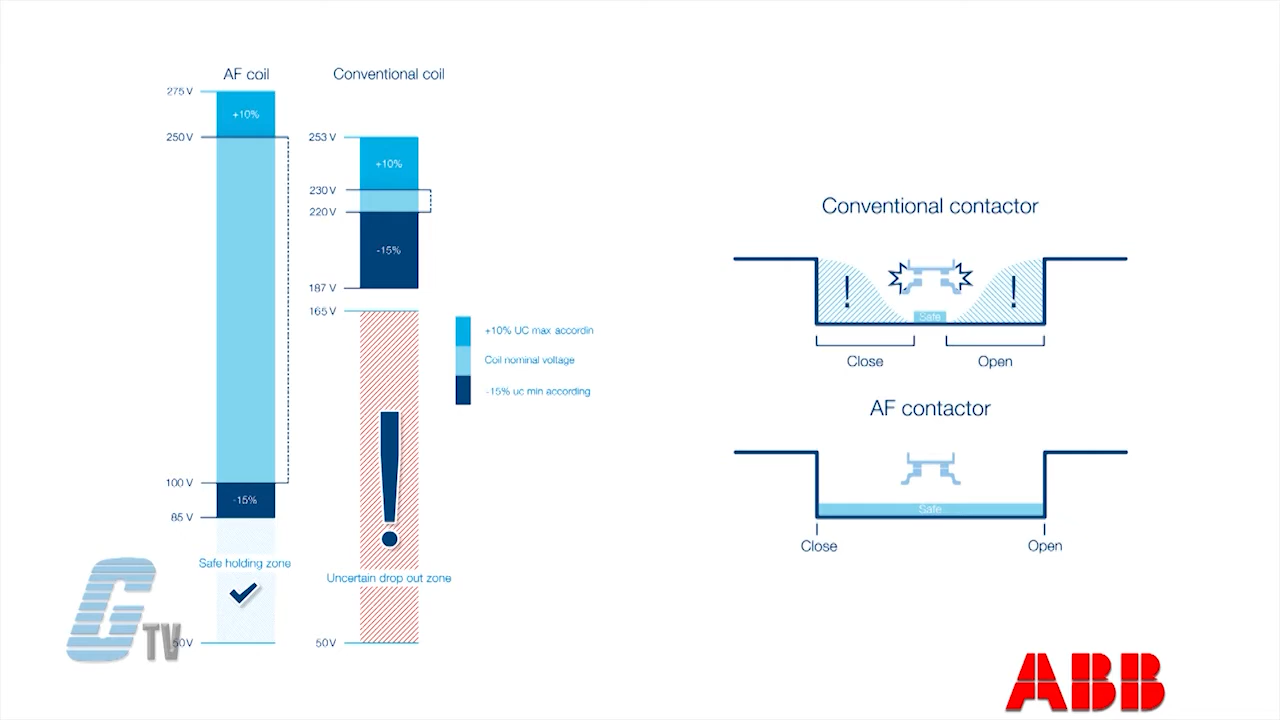 AF coil
Conventional coil
275 V
+10%
250 V
253 V
+10%
230 V
220 V
-15%
187 V
165 V
+10% UC max accordin
Coil nominal voltage
-15% uc min according
100 V
-15%
85 V
Safe holding zone
Uncertain drop out zone
50V
50V
G TV
Conventional contactor
!
!
Safe
Close
Open
AF contactor
Safe
Close
Open
!
ABB